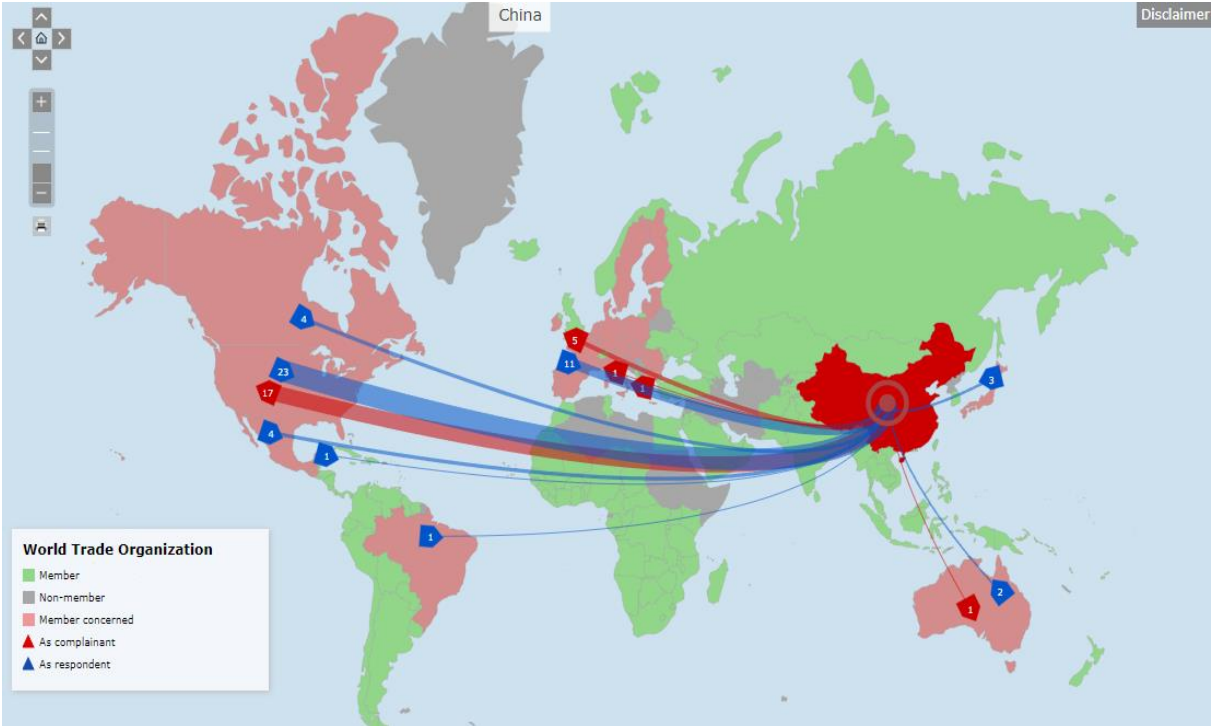 China
Disclaimer
+
−
4
5
11
1
1
23
17
3
4
1
1
2
1
World Trade Organization
Member
Non-member
Member concerned
As complainant
As respondent